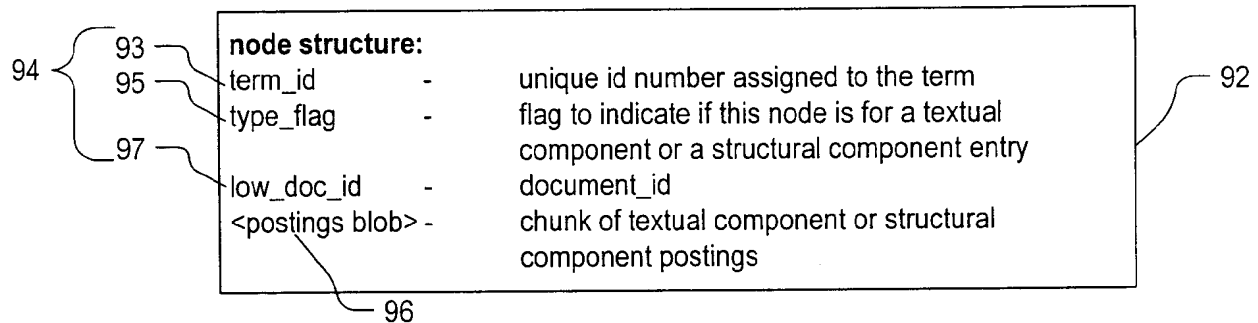 node structure:
94
93
95
97
term_id - unique id number assigned to the term
type_flag - flag to indicate if this node is for a textual
component or a structural component entry
low_doc_id - document_id
<postings blob> - chunk of textual component or structural
component postings
92
96